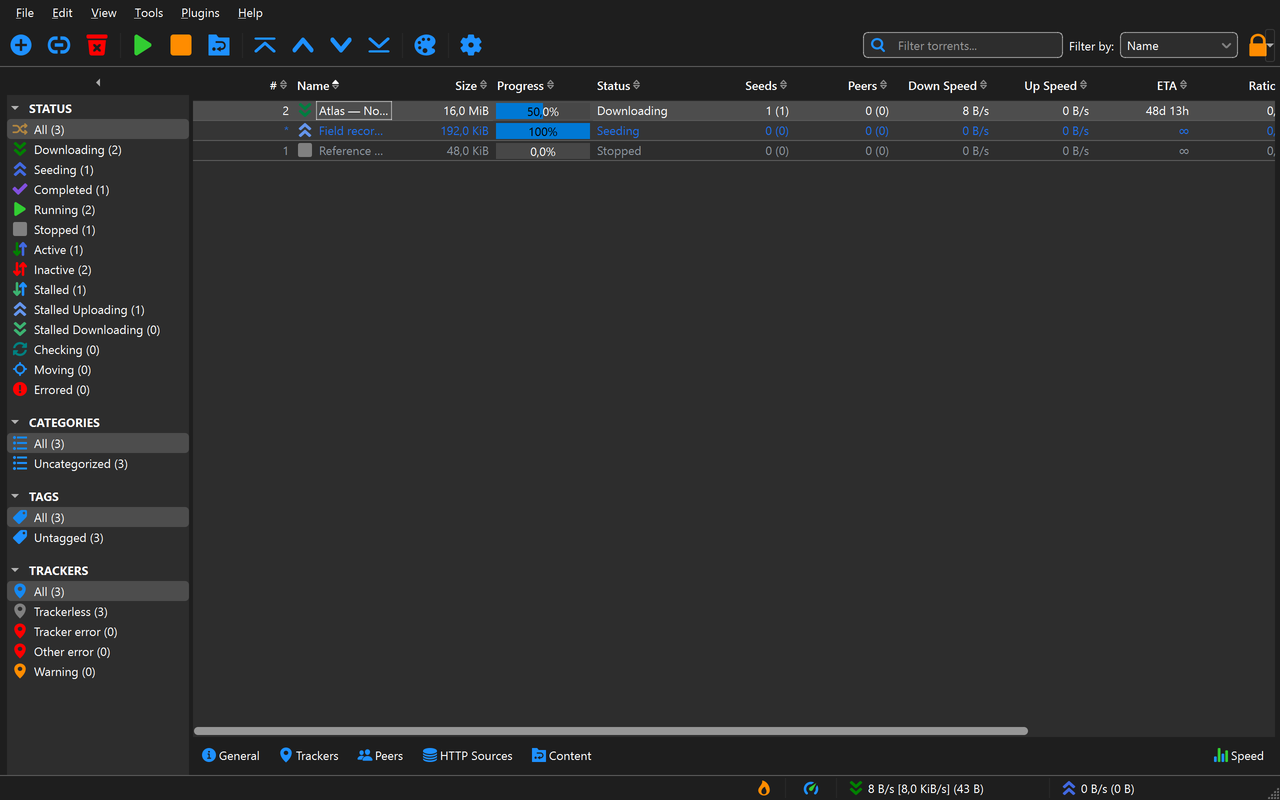 File Edit View Tools Plugins Help
Filter torrents... Filter by: Name
# Name Size Progress Status Seeds Peers Down Speed Up Speed ETA Ratio
2 Atlas — No... 16,0 MiB 50,0% Downloading 1 (1) 0 (0) 8 B/s 0 B/s 48d 13h 0,
* Field recor... 192,0 KiB 100% Seeding 0 (0) 0 (0) 0 B/s 0 B/s ∞ 0,
1 Reference ... 48,0 KiB 0,0% Stopped 0 (0) 0 (0) 0 B/s 0 B/s ∞ 0,
STATUS
All (3)
Downloading (2)
Seeding (1)
Completed (1)
Running (2)
Stopped (1)
Active (1)
Inactive (2)
Stalled (1)
Stalled Uploading (1)
Stalled Downloading (0)
Checking (0)
Moving (0)
Errored (0)
CATEGORIES
All (3)
Uncategorized (3)
TAGS
All (3)
Untagged (3)
TRACKERS
All (3)
Trackerless (3)
Tracker error (0)
Other error (0)
Warning (0)
General Trackers Peers HTTP Sources Content Speed
8 B/s [8,0 KiB/s] (43 B) 0 B/s (0 B)